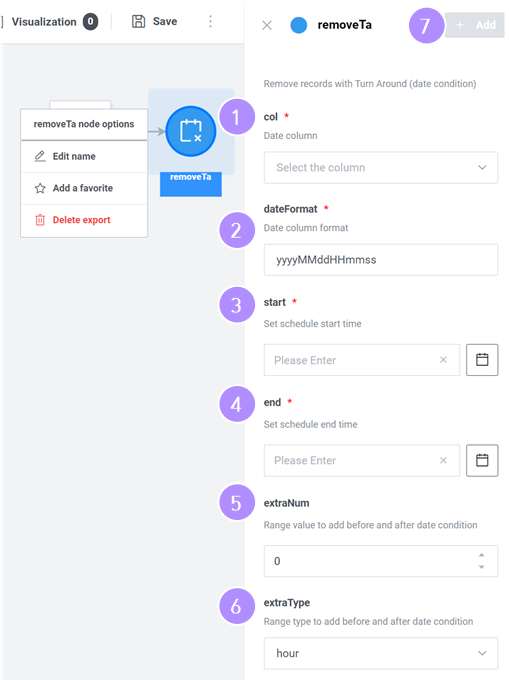 Visualization 0
Save
removeTa
7
+ Add
Remove records with Turn Around (date condition)
1
col *
Date column
Select the column
removeTa node options
Edit name
Add a favorite
Delete export
removeTa
2
dateFormat *
Date column format
yyyyMMddHHmmss
3
start *
Set schedule start time
Please Enter
4
end *
Set schedule end time
Please Enter
5
extraNum
Range value to add before and after date condition
0
6
extraType
Range type to add before and after date condition
hour